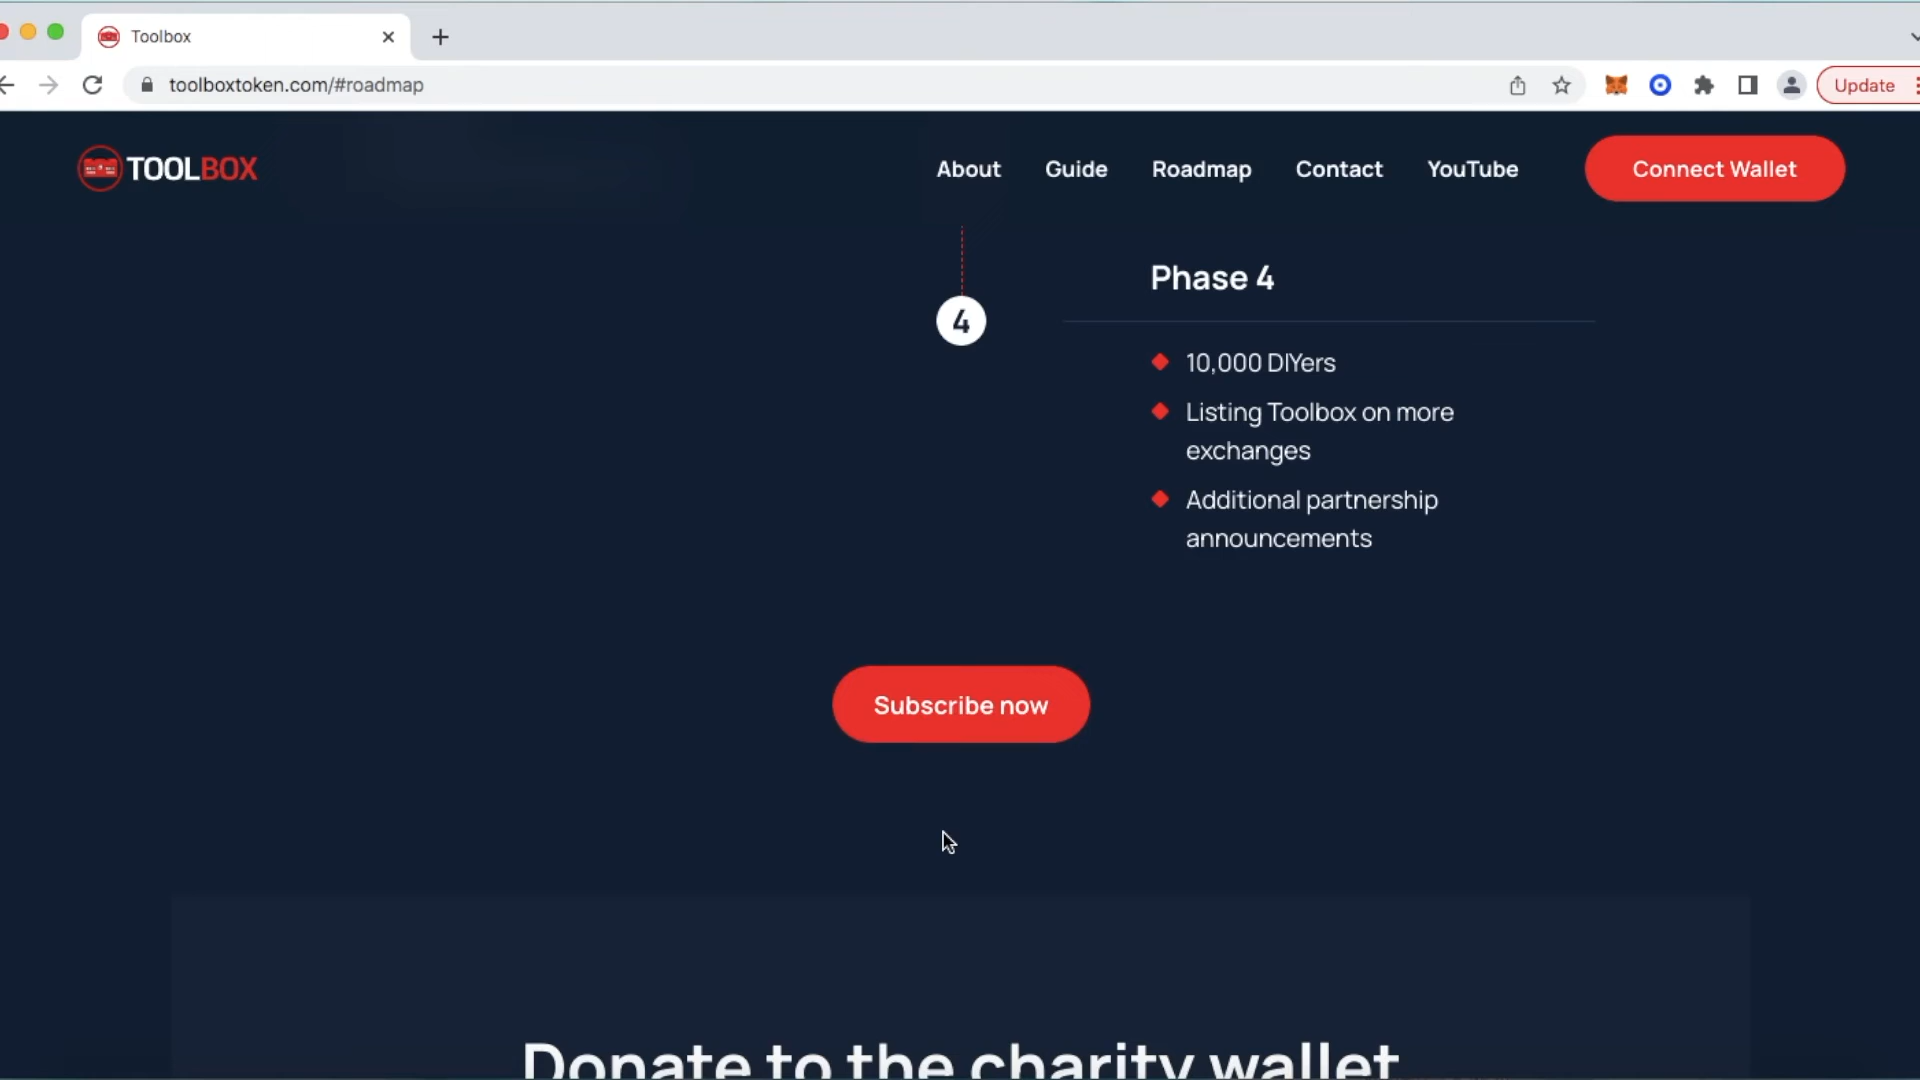 Toolbox
toolboxtoken.com/#roadmap
Update
TOOLBOX
About
Guide
Roadmap
Contact
YouTube
Connect Wallet
Phase 4
4
10,000 DIYers
Listing Toolbox on more
exchanges
Additional partnership
announcements
Subscribe now
Donate to the charity wallet